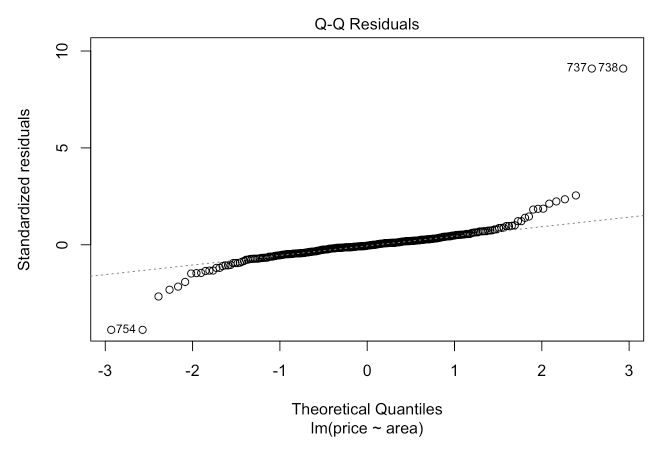 Q-Q Residuals
10
5
0
Standardized residuals
737 738
754
-3 -2 -1 0 1 2 3
Theoretical Quantiles
lm(price ~ area)